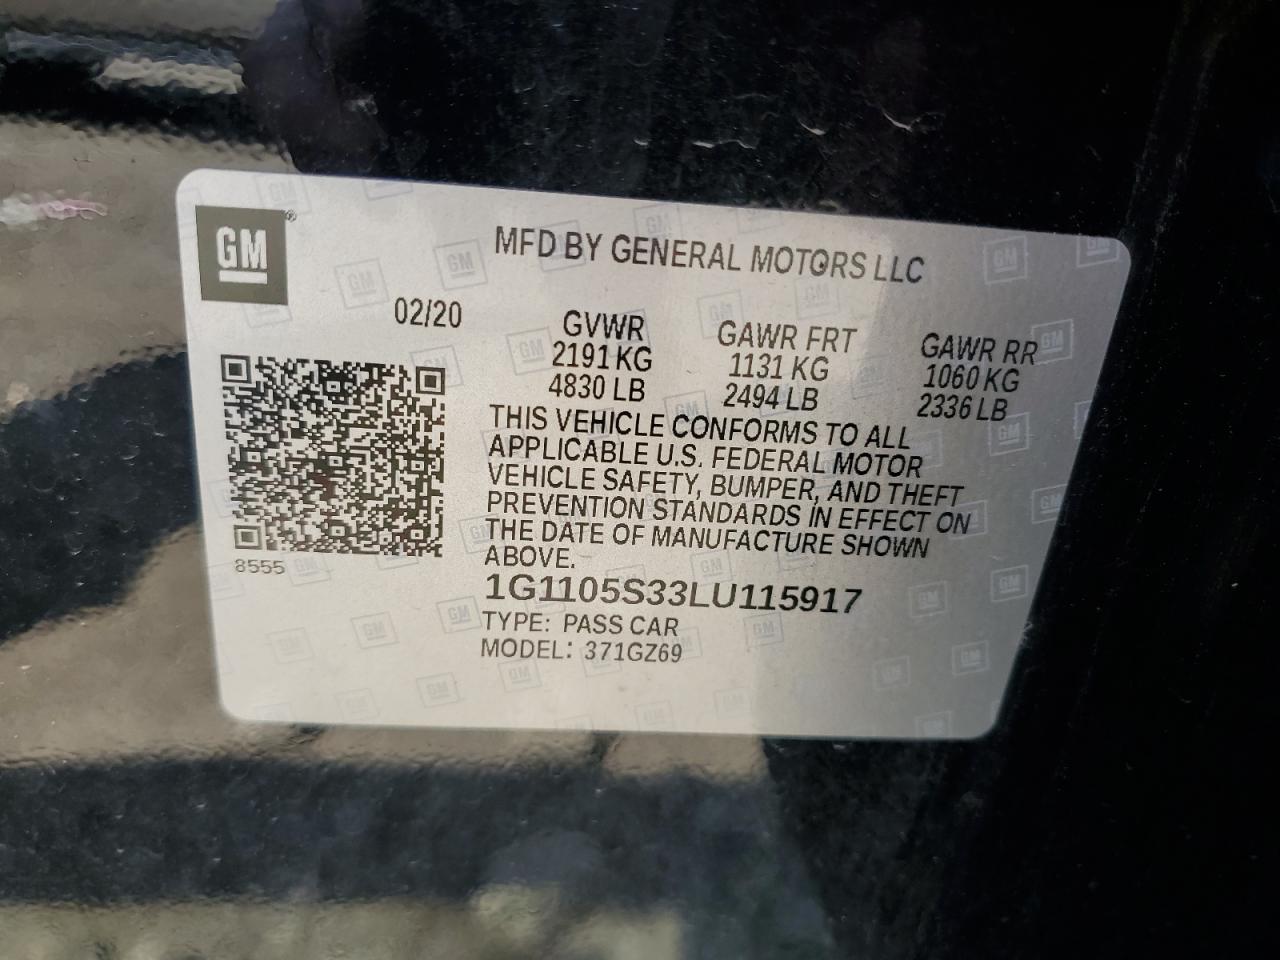 GM ®
MFD BY GENERAL MOTORS LLC
02/20
GVWR
2191 KG
4830 LB
GAWR FRT
1131 KG
2494 LB
GAWR RR
1060 KG
2336 LB
THIS VEHICLE CONFORMS TO ALL
APPLICABLE U.S. FEDERAL MOTOR
VEHICLE SAFETY, BUMPER, AND THEFT
PREVENTION STANDARDS IN EFFECT ON
THE DATE OF MANUFACTURE SHOWN
ABOVE.
8555
1G1105S33LU115917
TYPE: PASS CAR
MODEL: 371GZ69